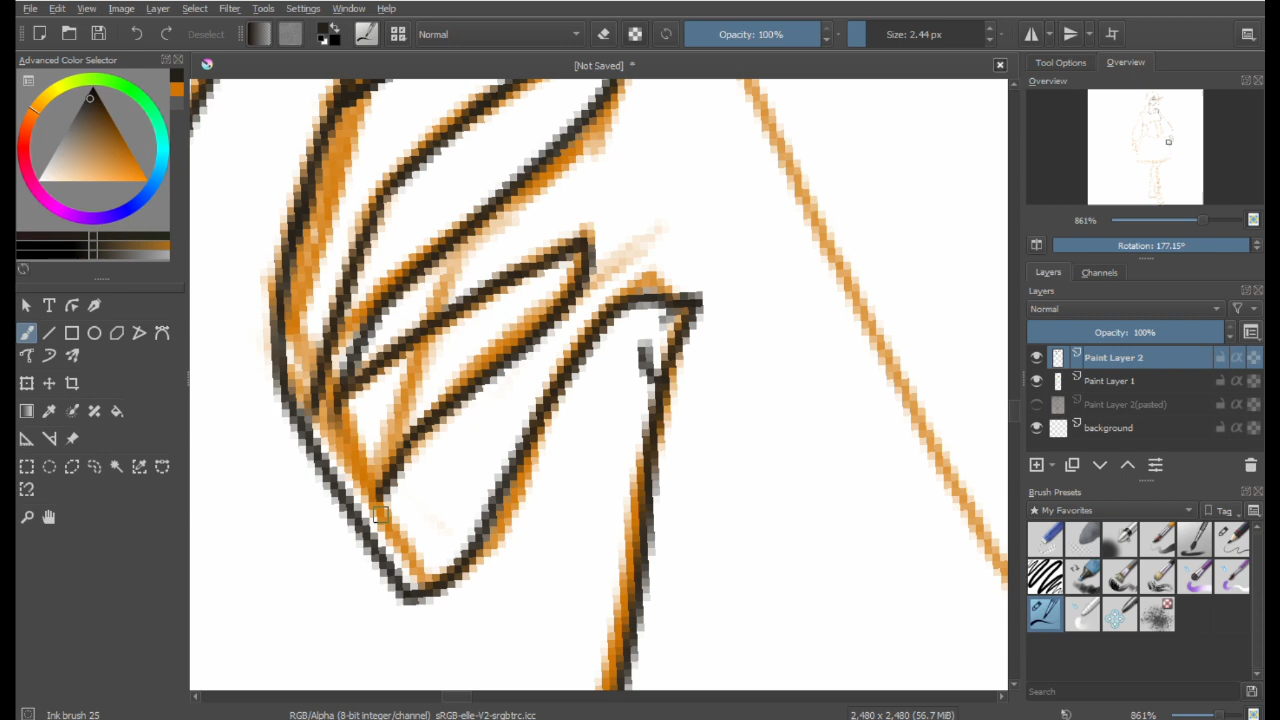 File Edit View Image Layer Select Filter Tools Settings Window Help
Deselect Normal Opacity: 100% Size: 2.44 px
Advanced Color Selector
[Not Saved] *
Tool Options Overview
Overview
861%
Rotation: 177.15°
Layers Channels
Layers
Normal
Opacity: 100%
Paint Layer 2
Paint Layer 1
Paint Layer 2(pasted)
background
Brush Presets
★ My Favorites Tag
Search
Ink brush 25 RGB/Alpha (8-bit integer/channel) sRGB-elle-V2-srgbtrc.icc 2,480 x 2,480 (56.7 MiB) 861%